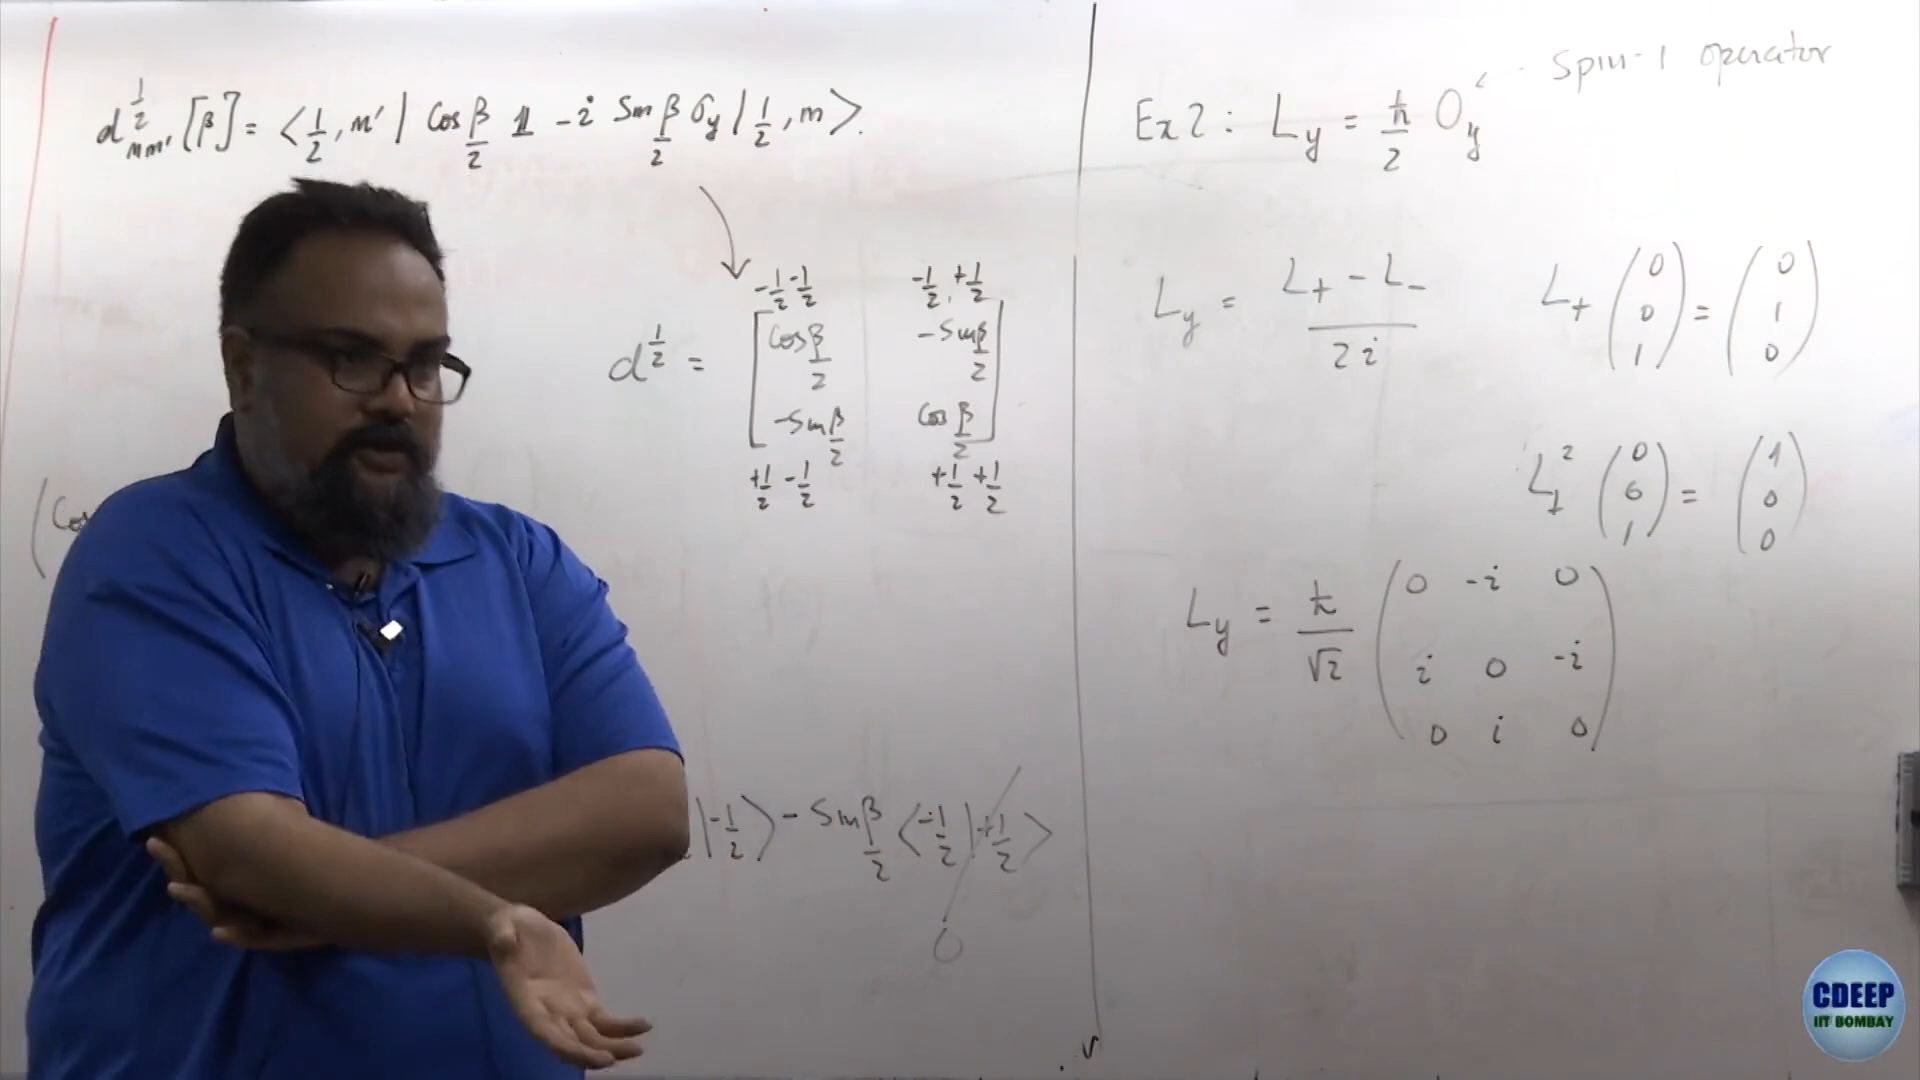 d^{1/2}_{mm'} [β] = ⟨1/2, m' | Cos β/2 𝟙 - i Sin β/2 σ_y | 1/2, m⟩.
-1/2 -1/2   -1/2, +1/2
d^{1/2} = [ Cos β/2   -Sin β/2
-Sin β/2   Cos β/2 ]
+1/2 -1/2   +1/2 +1/2
(Cos
|-1/2⟩ - Sin β/2 ⟨-1/2 | +1/2⟩
0
Spin-1 operator
Ex 2 : L_y = ħ/2 O_y
L_y = (L_+ - L_-) / 2i   L_+ (0 0 1) = (0 1 0)
L_+^2 (0 0 1) = (1 0 0)
L_y = ħ/√2 ( 0 -i 0
i 0 -i
0 i 0 )
CDEEP
IIT BOMBAY